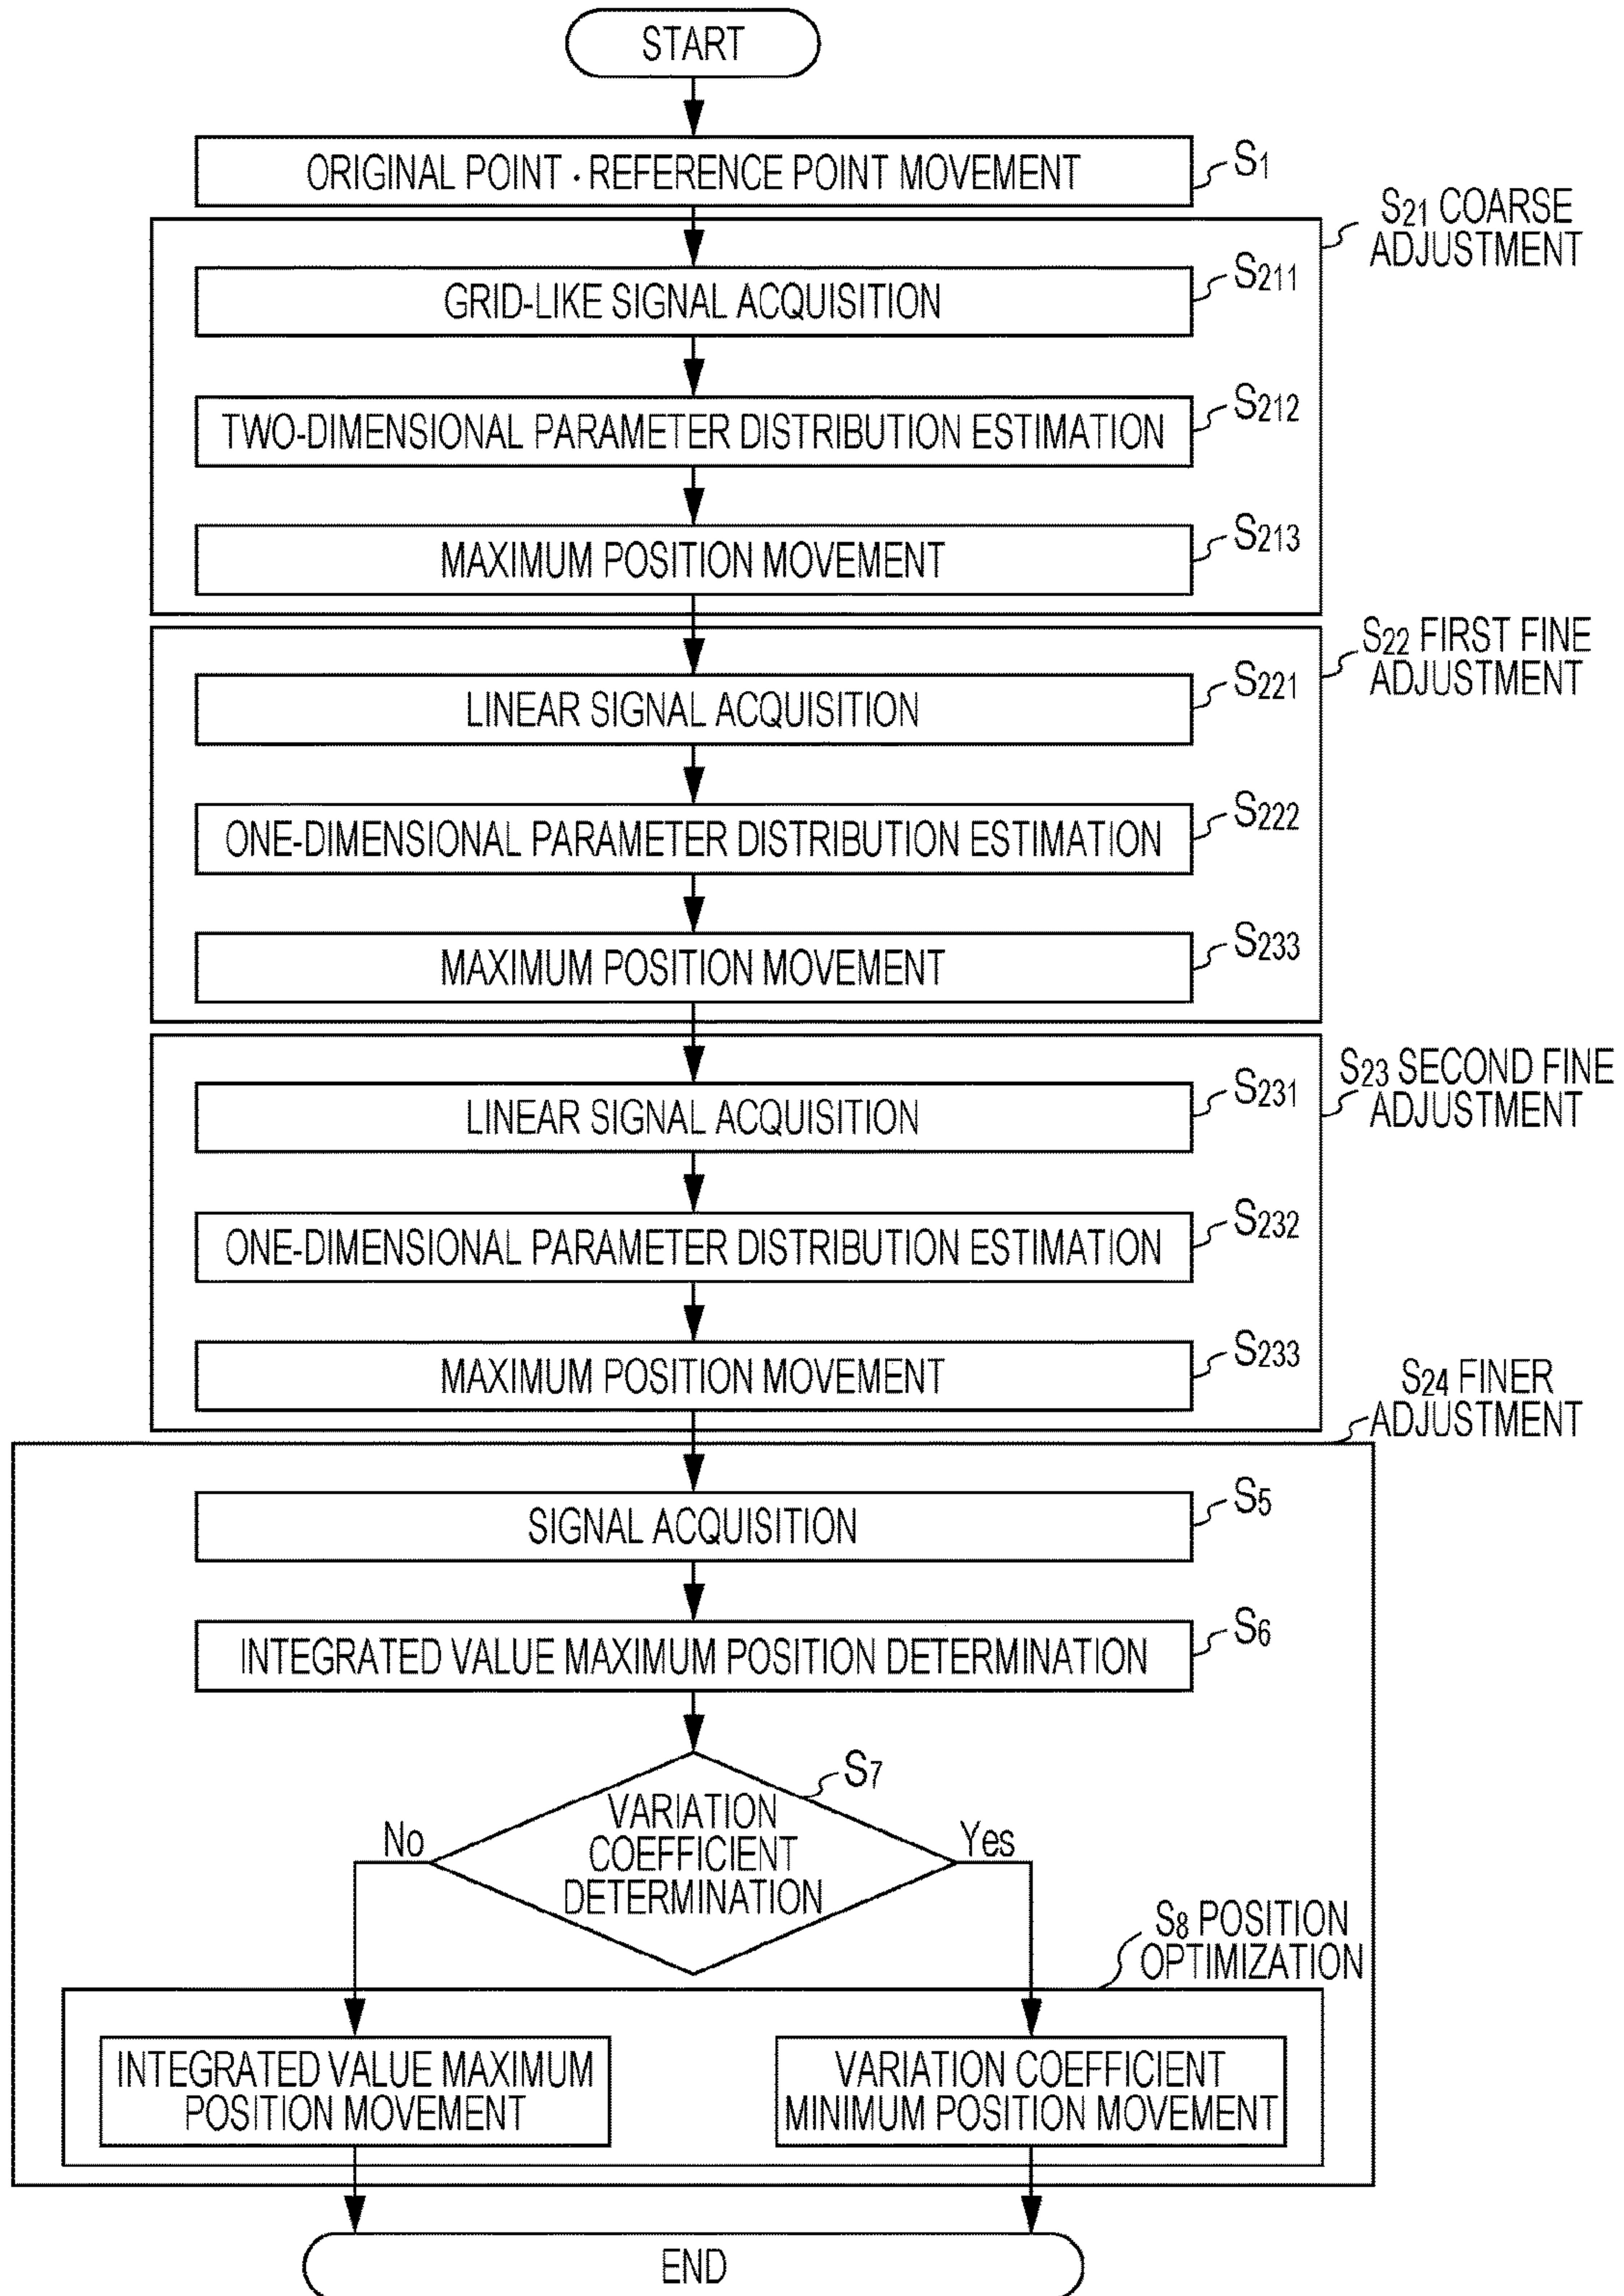 START
ORIGINAL POINT · REFERENCE POINT MOVEMENT
S1
S21 COARSE
ADJUSTMENT
GRID-LIKE SIGNAL ACQUISITION
S211
TWO-DIMENSIONAL PARAMETER DISTRIBUTION ESTIMATION
S212
MAXIMUM POSITION MOVEMENT
S213
S22 FIRST FINE
ADJUSTMENT
LINEAR SIGNAL ACQUISITION
S221
ONE-DIMENSIONAL PARAMETER DISTRIBUTION ESTIMATION
S222
MAXIMUM POSITION MOVEMENT
S233
S23 SECOND FINE
ADJUSTMENT
LINEAR SIGNAL ACQUISITION
S231
ONE-DIMENSIONAL PARAMETER DISTRIBUTION ESTIMATION
S232
MAXIMUM POSITION MOVEMENT
S233
S24 FINER
ADJUSTMENT
SIGNAL ACQUISITION
S5
INTEGRATED VALUE MAXIMUM POSITION DETERMINATION
S6
VARIATION
COEFFICIENT
DETERMINATION
S7
No
Yes
S8 POSITION
OPTIMIZATION
INTEGRATED VALUE MAXIMUM
POSITION MOVEMENT
VARIATION COEFFICIENT
MINIMUM POSITION MOVEMENT
END